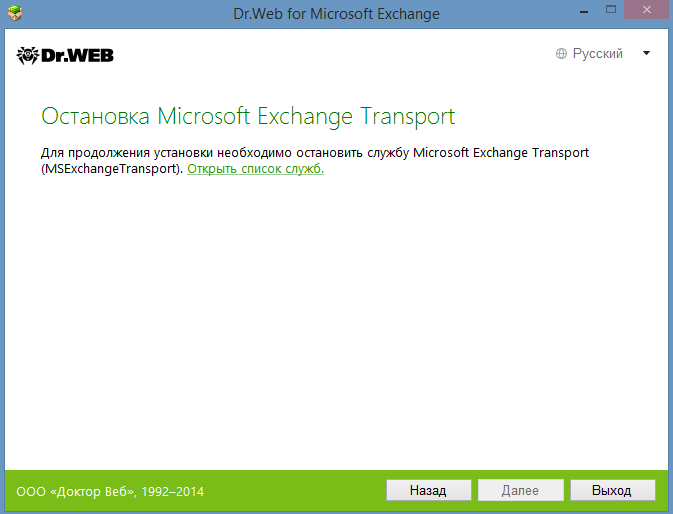 Dr.Web for Microsoft Exchange
Dr.WEB
Русский
Остановка Microsoft Exchange Transport
Для продолжения установки необходимо остановить службу Microsoft Exchange Transport
(MSExchangeTransport). Открыть список служб.
ООО «Доктор Веб», 1992–2014
Назад
Далее
Выход